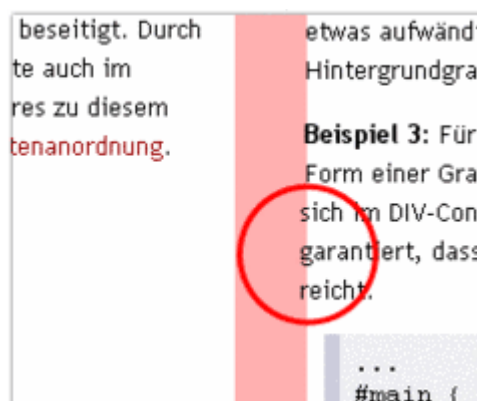 beseitigt. Durch
te auch im
res zu diesem
tenanordnung.
etwas aufwänd
Hintergrundgra
Beispiel 3: Für
Form einer Gra
sich im DIV-Con
garantiert, dass
reicht.
...
#main {